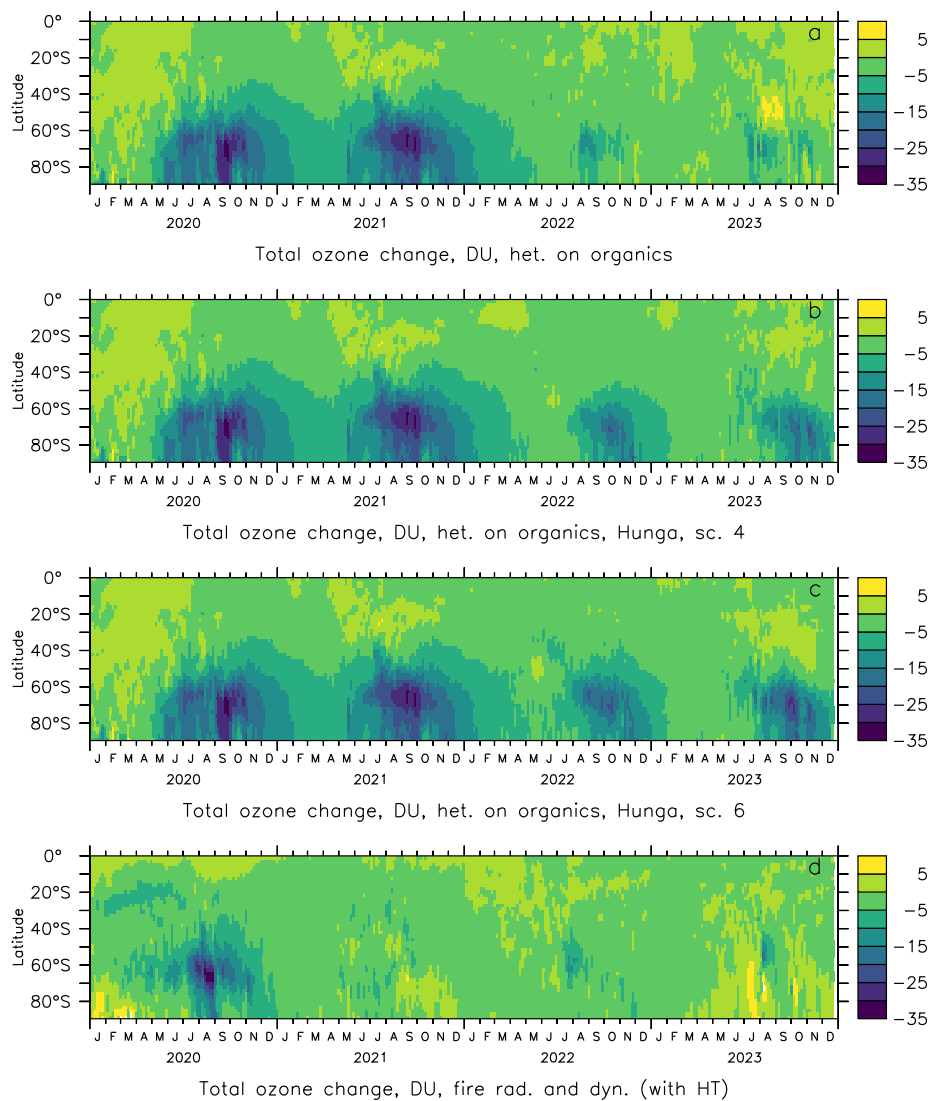 a
0°
20°S
40°S
60°S
80°S
Latitude
5
−5
−15
−25
−35
J F M A M J J A S O N D J F M A M J J A S O N D J F M A M J J A S O N D J F M A M J J A S O N D
2020 2021 2022 2023
Total ozone change, DU, het. on organics
b
0°
20°S
40°S
60°S
80°S
Latitude
5
−5
−15
−25
−35
J F M A M J J A S O N D J F M A M J J A S O N D J F M A M J J A S O N D J F M A M J J A S O N D
2020 2021 2022 2023
Total ozone change, DU, het. on organics, Hunga, sc. 4
c
0°
20°S
40°S
60°S
80°S
Latitude
5
−5
−15
−25
−35
J F M A M J J A S O N D J F M A M J J A S O N D J F M A M J J A S O N D J F M A M J J A S O N D
2020 2021 2022 2023
Total ozone change, DU, het. on organics, Hunga, sc. 6
d
0°
20°S
40°S
60°S
80°S
Latitude
5
−5
−15
−25
−35
J F M A M J J A S O N D J F M A M J J A S O N D J F M A M J J A S O N D J F M A M J J A S O N D
2020 2021 2022 2023
Total ozone change, DU, fire rad. and dyn. (with HT)